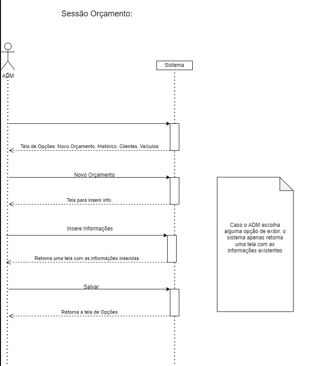 Sessão Orçamento:
Sistema
ADM
Tela de Opções: Novo Orçamento, Histórico, Clientes, Veículos
Novo Orçamento
Tela para inserir info.
Insere informações
Retorna uma tela com as informações inseridas
Salvar
Retorna a tela de Opções
Caso o ADM escolha
alguma opção de exibir, o
sistema apenas retorna
uma tela com as
informações existentes